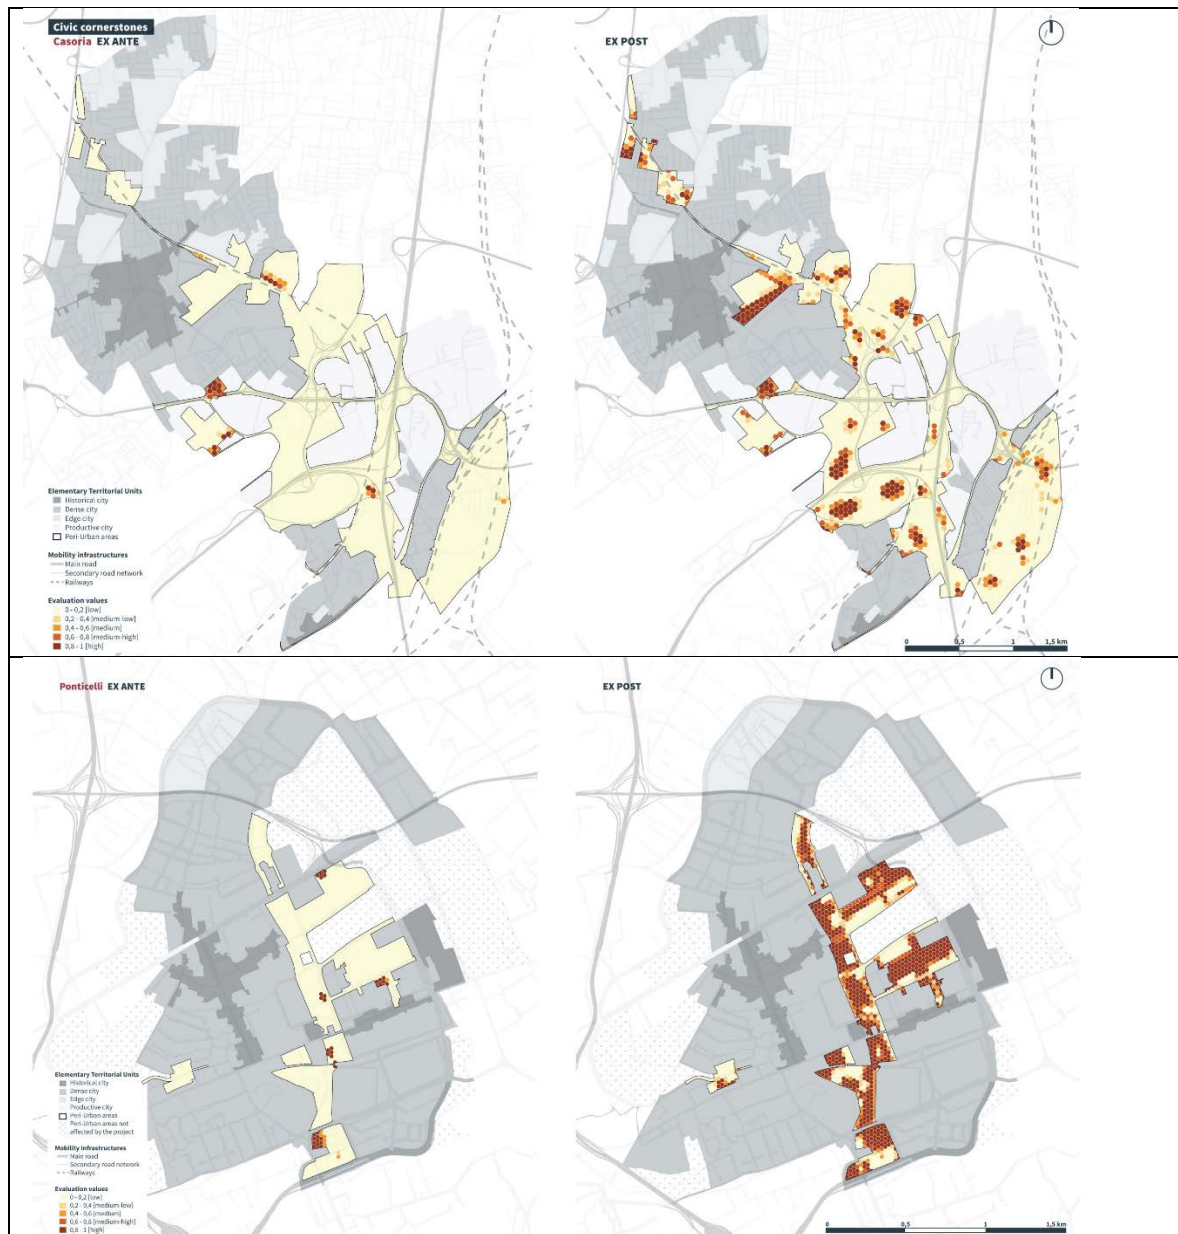 Civic cornerstones
Casoria EX ANTE
EX POST
Elementary Territorial Units
Historical city
Dense city
Edge city
Productive city
Peri-Urban areas
Mobility infrastructures
Main road
Secondary road network
Railways
Evaluation values
0 - 0,2 [low]
0,2 - 0,4 [medium-low]
0,4 - 0,6 [medium]
0,6 - 0,8 [medium-high]
0,8 - 1 [high]
0 0,5 1 1,5 km
Ponticelli EX ANTE
EX POST
Elementary Territorial Units
Historical city
Dense city
Edge city
Productive city
Peri-Urban areas
Peri-Urban areas not
affected by the project
Mobility infrastructures
Main road
Secondary road network
Railways
Evaluation values
0 - 0,2 [low]
0,2 - 0,4 [medium-low]
0,4 - 0,6 [medium]
0,6 - 0,8 [medium-high]
0,8 - 1 [high]
0 0,5 1 1,5 km